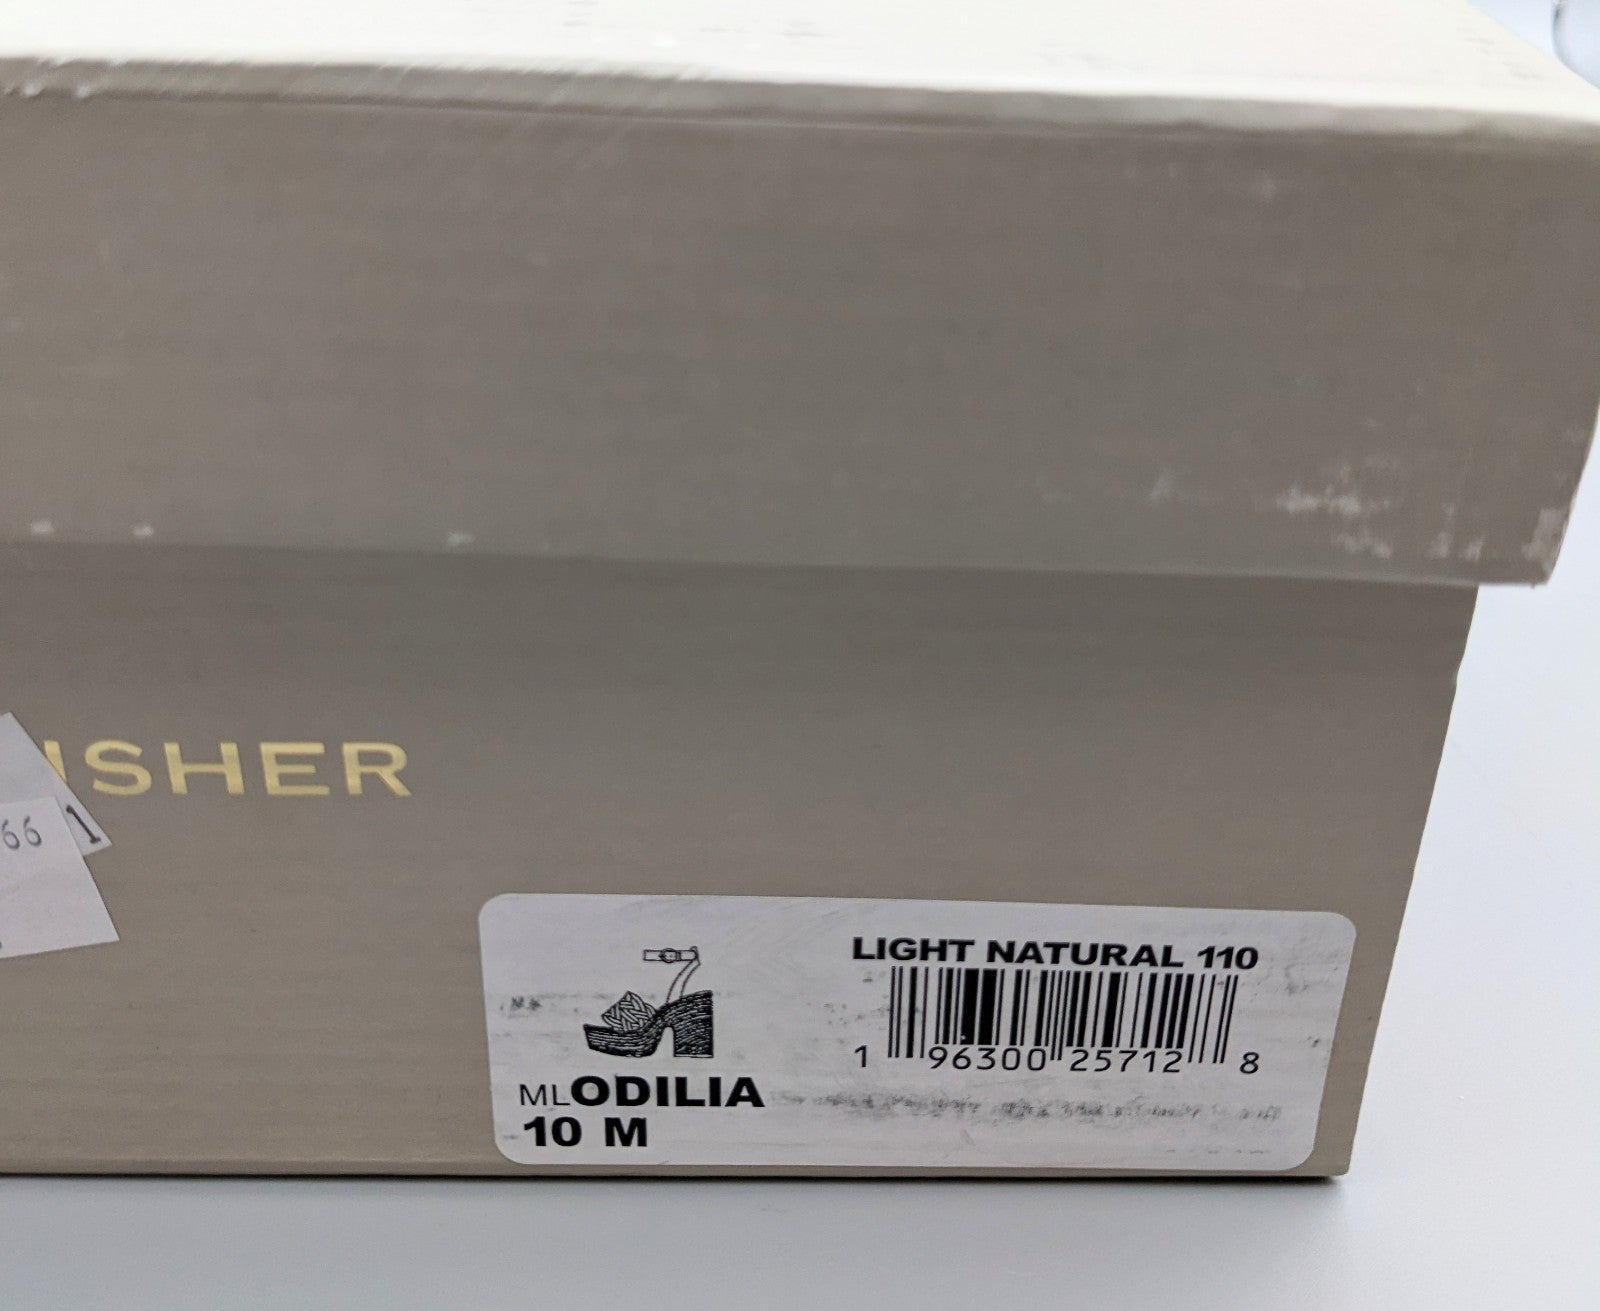 ISHER
66 1
LIGHT NATURAL 110
1 96300 25712 8
MLODILIA
10 M